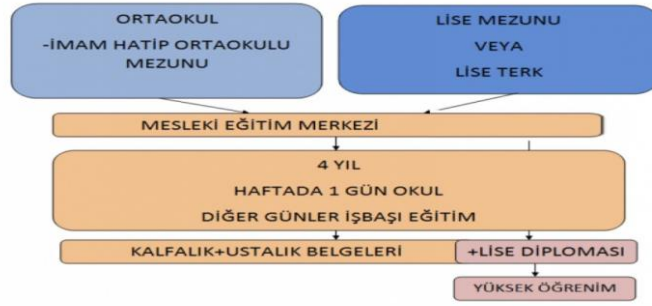 ORTAOKUL
-İMAM HATİP ORTAOKULU
MEZUNU
LİSE MEZUNU
VEYA
LİSE TERK
MESLEKİ EĞİTİM MERKEZİ
4 YIL
HAFTADA 1 GÜN OKUL
DİĞER GÜNLER İŞBAŞI EĞİTİM
KALFALIK+USTALIK BELGELERİ
+LİSE DİPLOMASI
YÜKSEK ÖĞRENİM